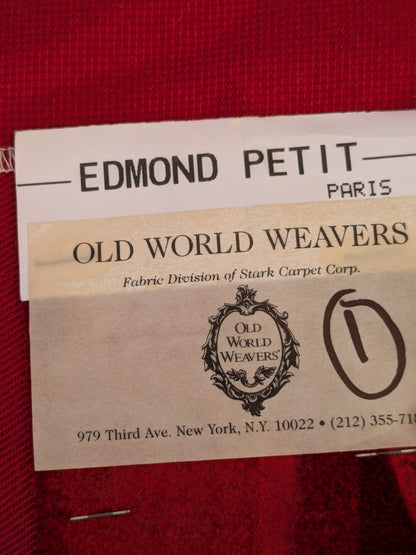 EDMOND PETIT
PARIS
OLD WORLD WEAVERS
Fabric Division of Stark Carpet Corp.
OLD
WORLD
WEAVERS
1
979 Third Ave. New York, N.Y. 10022 • (212) 355-718